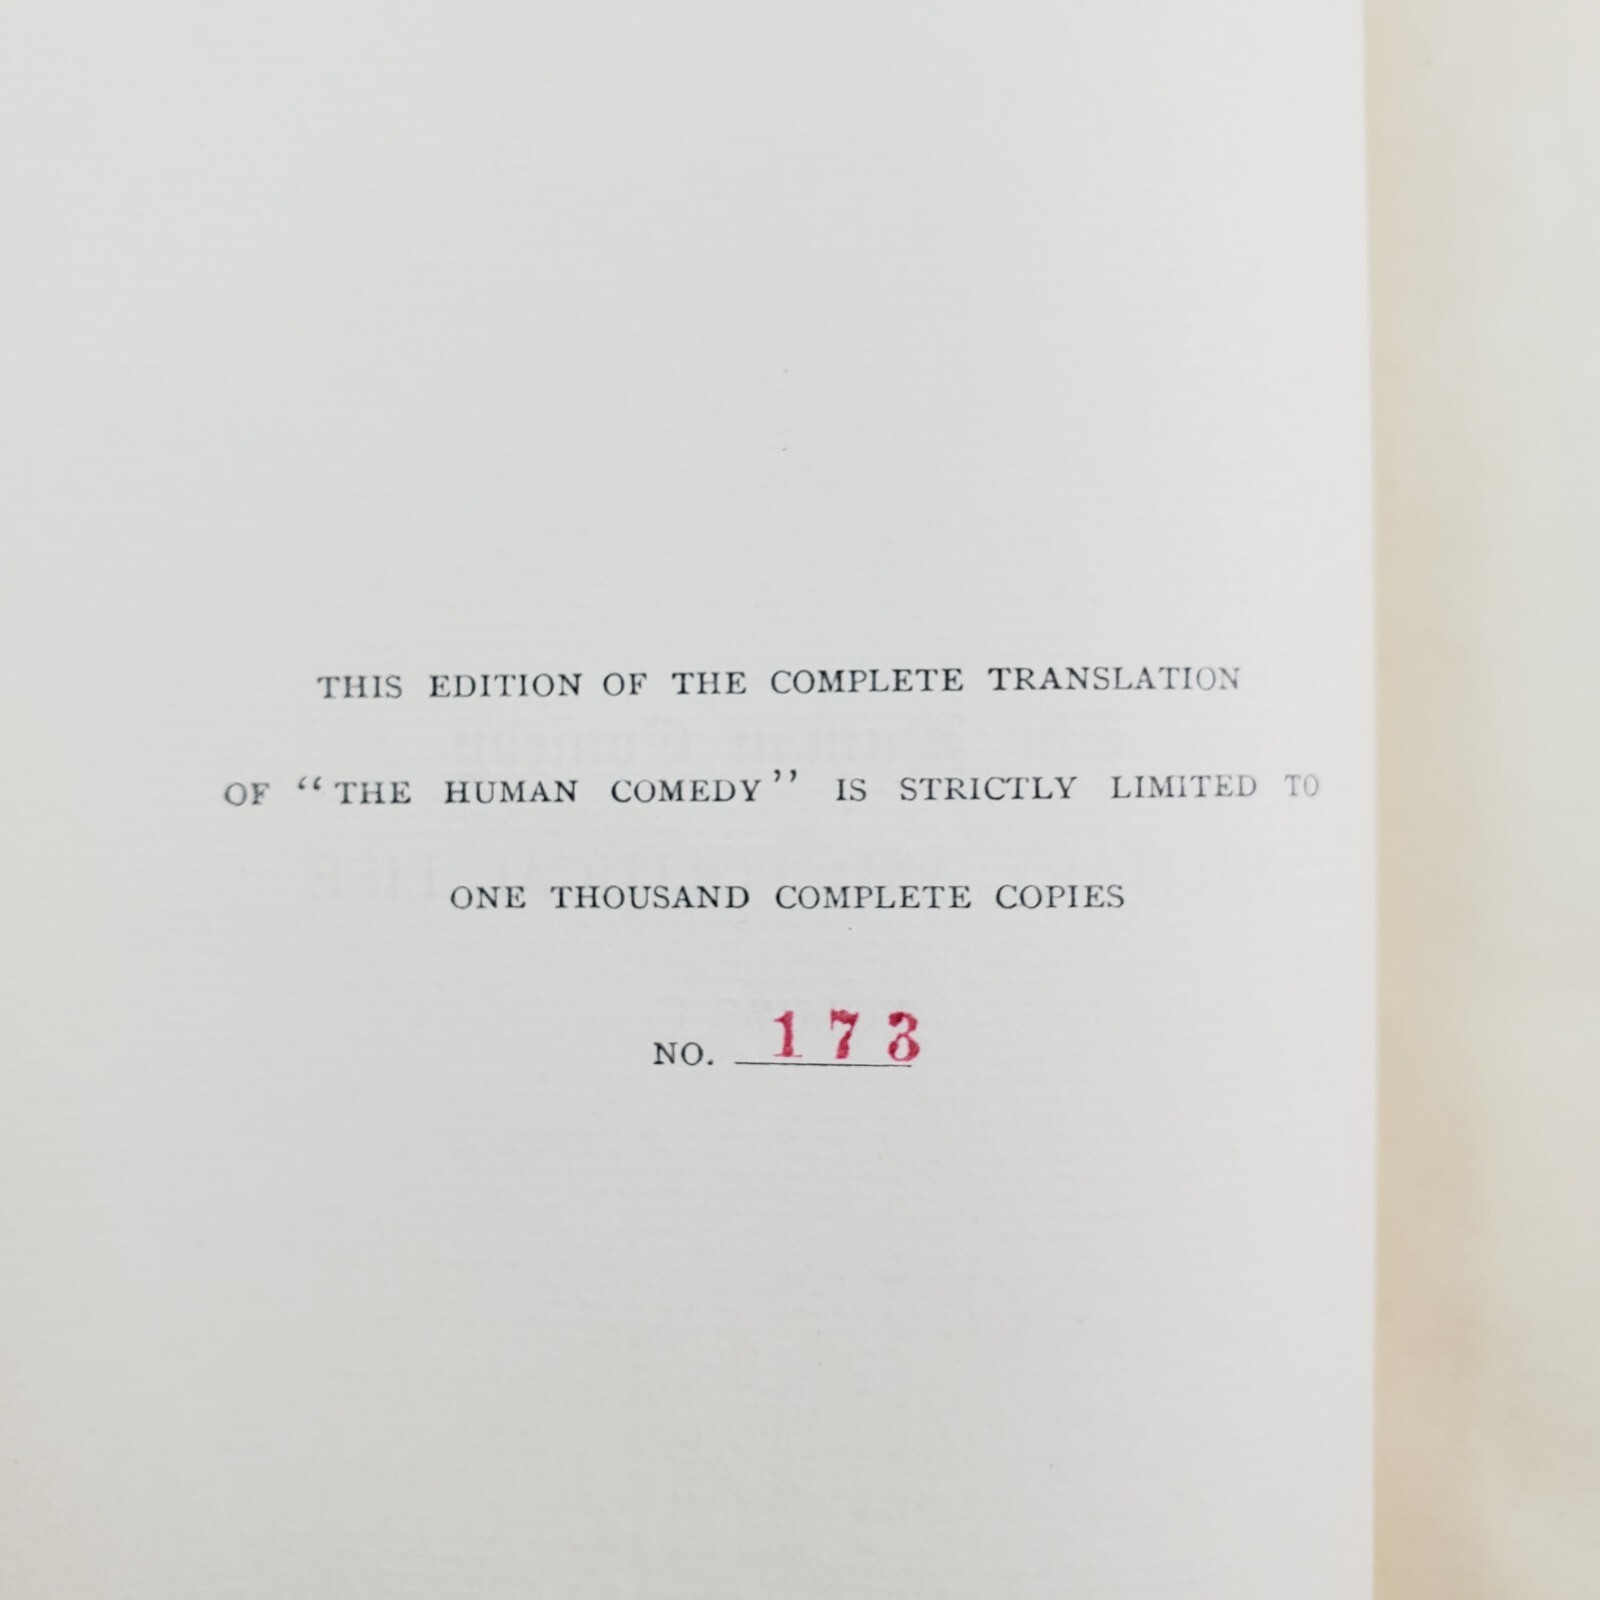 THIS EDITION OF THE COMPLETE TRANSLATION
OF “THE HUMAN COMEDY” IS STRICTLY LIMITED TO
ONE THOUSAND COMPLETE COPIES
NO. 173